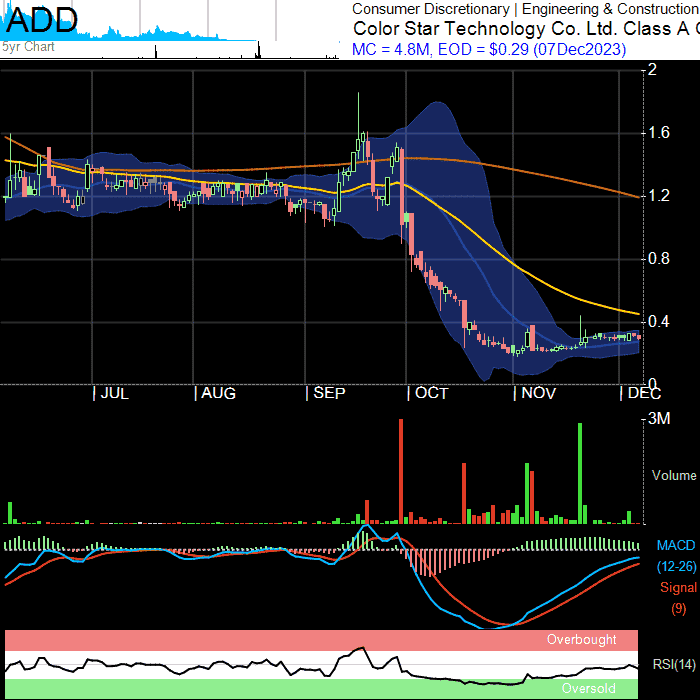 ADD
5yr Chart
Consumer Discretionary | Engineering & Construction
Color Star Technology Co. Ltd. Class A
MC = 4.8M, EOD = $0.29 (07Dec2023)
2
1.6
1.2
0.8
0.4
0
JUL AUG SEP OCT NOV DEC
3M
Volume
MACD
(12-26)
Signal
(9)
Overbought
RSI(14)
Oversold